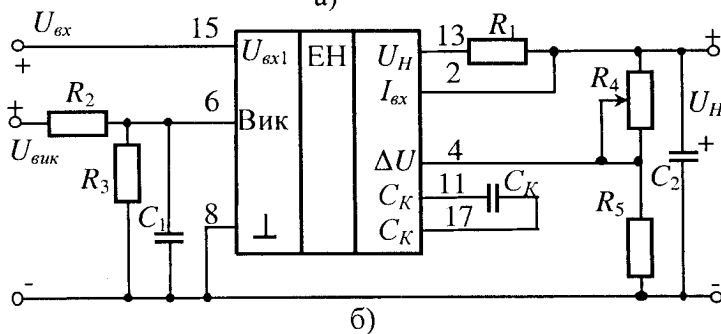 а)
U_вх
15
13
R_1
+
U_вх1
ЕН
U_Н
2
I_вх
R_4
U_Н
+
R_2
6
Вик
U_вик
ΔU
4
+
R_3
C_1
8
⊥
C_К
11
C_К
C_К
17
R_5
C_2
+
-
-
б)